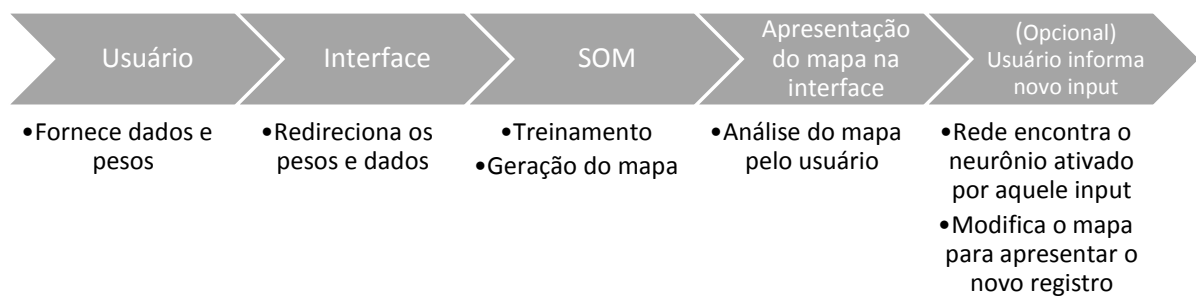 Usuário
Interface
SOM
Apresentação
do mapa na
interface
(Opcional)
Usuário informa
novo input
•Fornece dados e
pesos
•Redireciona os
pesos e dados
•Treinamento
•Geração do mapa
•Análise do mapa
pelo usuário
•Rede encontra o
neurônio ativado
por aquele input
•Modifica o mapa
para apresentar o
novo registro